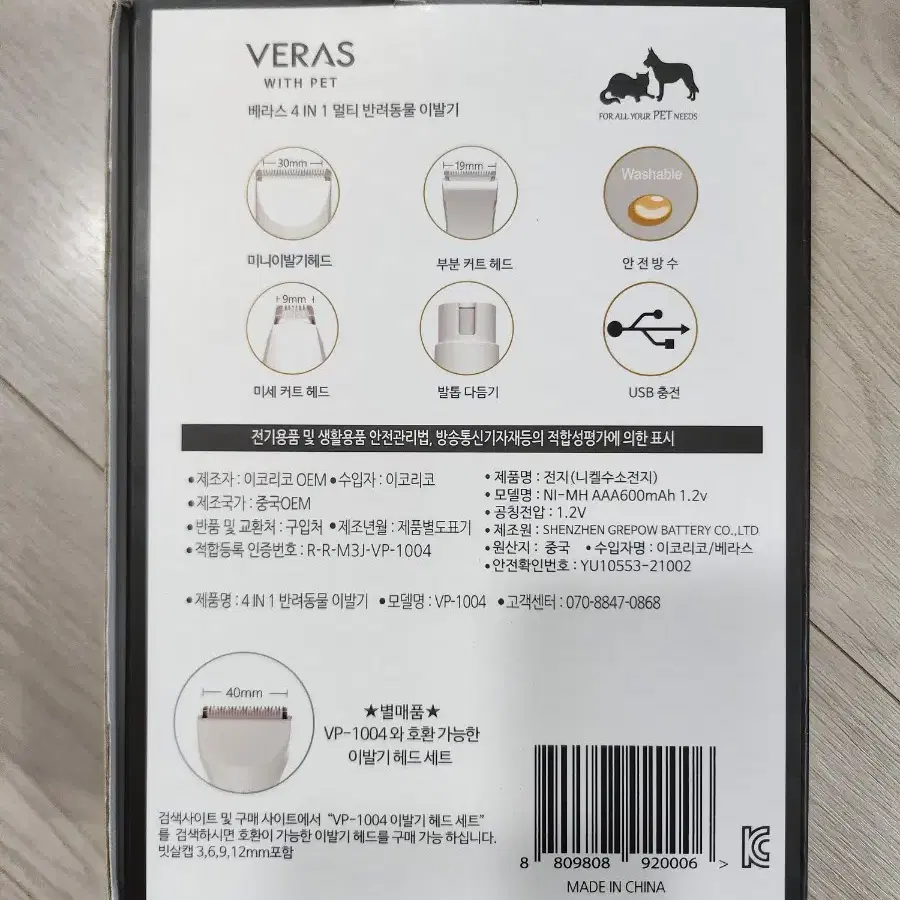 VERAS
WITH PET
베라스 4 IN 1 멀티 반려동물 이발기
FOR ALL YOUR PET NEEDS
30mm
19mm
Washable
미니이발기헤드
부분 커트 헤드
안 전 방 수
9mm
미세 커트 헤드
발톱 다듬기
USB 충전
전기용품 및 생활용품 안전관리법, 방송통신기자재등의 적합성평가에 의한 표시
•제조자 : 이코리코 OEM •수입자 : 이코리코
•제조국가 : 중국OEM
•반품 및 교환처 : 구입처 •제조년월 : 제품별도표기
•적합등록 인증번호 : R-R-M3J-VP-1004
•제품명 : 전지(니켈수소전지)
•모델명 : NI-MH AAA600mAh 1.2v
•공칭전압 : 1.2V
•제조원 : SHENZHEN GREPOW BATTERY CO.,LTD
•원산지 : 중국 •수입자명 : 이코리코/베라스
•안전확인번호 : YU10553-21002
•제품명 : 4 IN 1 반려동물 이발기 •모델명 : VP-1004 •고객센터 : 070-8847-0868
40mm
★별매품★
VP-1004 와 호환 가능한
이발기 헤드 세트
검색사이트 및 구매 사이트에서 “VP-1004 이발기 헤드 세트”
를 검색하시면 호환이 가능한 이발기 헤드를 구매 가능 하십니다.
빗살캡 3,6,9,12mm포함
8 809808 920006 >
MADE IN CHINA